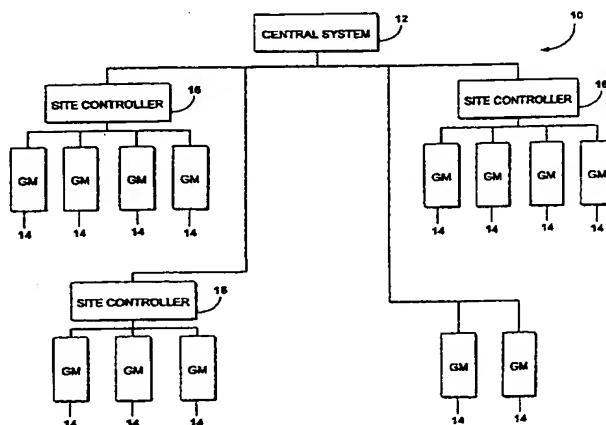 CENTRAL SYSTEM
12
10
SITE CONTROLLER
16
SITE CONTROLLER
16
GM GM GM GM
14 14 14 14
GM GM GM GM
14 14 14 14
SITE CONTROLLER
16
GM GM GM
14 14 14
GM GM
14 14